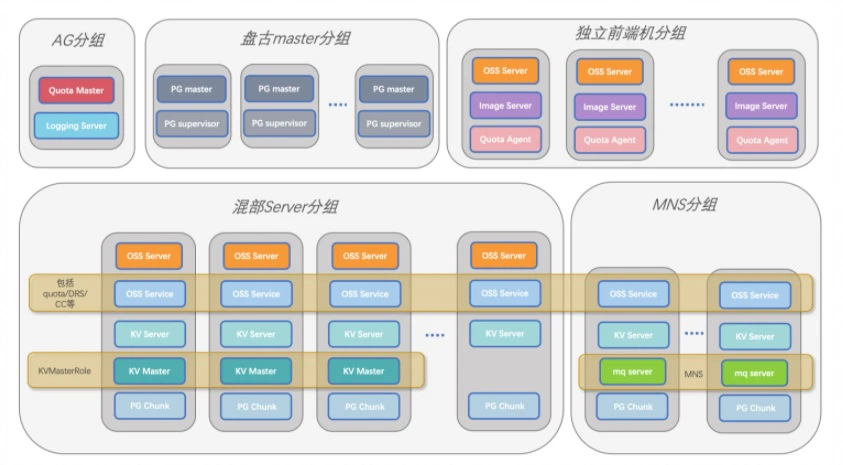 AG分组
Quota Master
Logging Server
盘古master分组
PG master
PG supervisor
PG master
PG supervisor
PG master
PG supervisor
独立前端机分组
OSS Server
Image Server
Quota Agent
OSS Server
Image Server
Quota Agent
OSS Server
Image Server
Quota Agent
混部Server分组
OSS Server
OSS Server
OSS Server
OSS Server
包括
quota/DRS/
CC等
OSS Service
OSS Service
OSS Service
OSS Service
KV Server
KV Server
KV Server
KV Server
KVMasterRole
KV Master
KV Master
KV Master
PG Chunk
PG Chunk
PG Chunk
PG Chunk
MNS分组
OSS Service
OSS Service
KV Server
KV Server
mq server
MNS
mq server
PG Chunk
PG Chunk